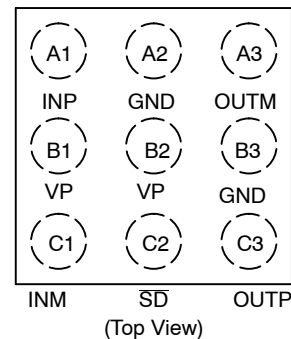 A1 A2 A3
INP GND OUTM
B1 B2 B3
VP VP GND
C1 C2 C3
INM SD OUTP
(Top View)